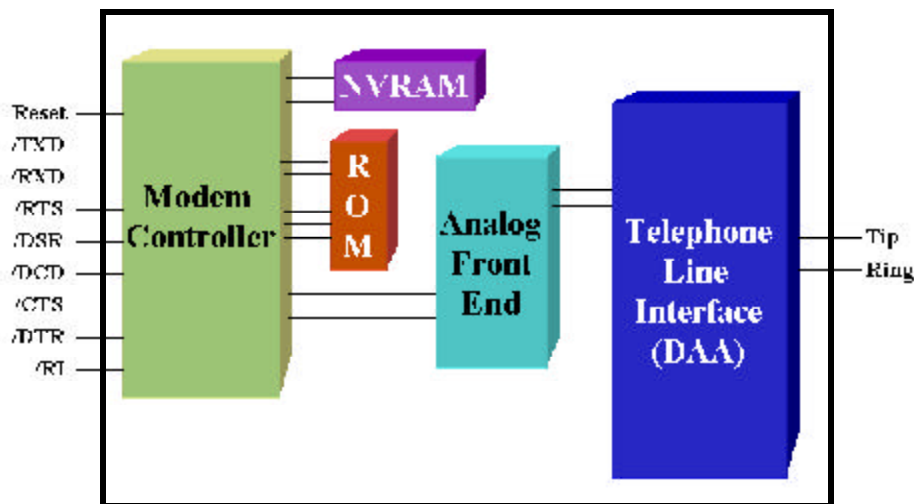 Reset
/TXD
/RXD
/RTS
/DSR
/DCD
/CTS
/DTR
/RI
Modem
Controller
NVRAM
R
O
M
Analog
Front
End
Telephone
Line
Interface
(DAA)
Tip
Ring